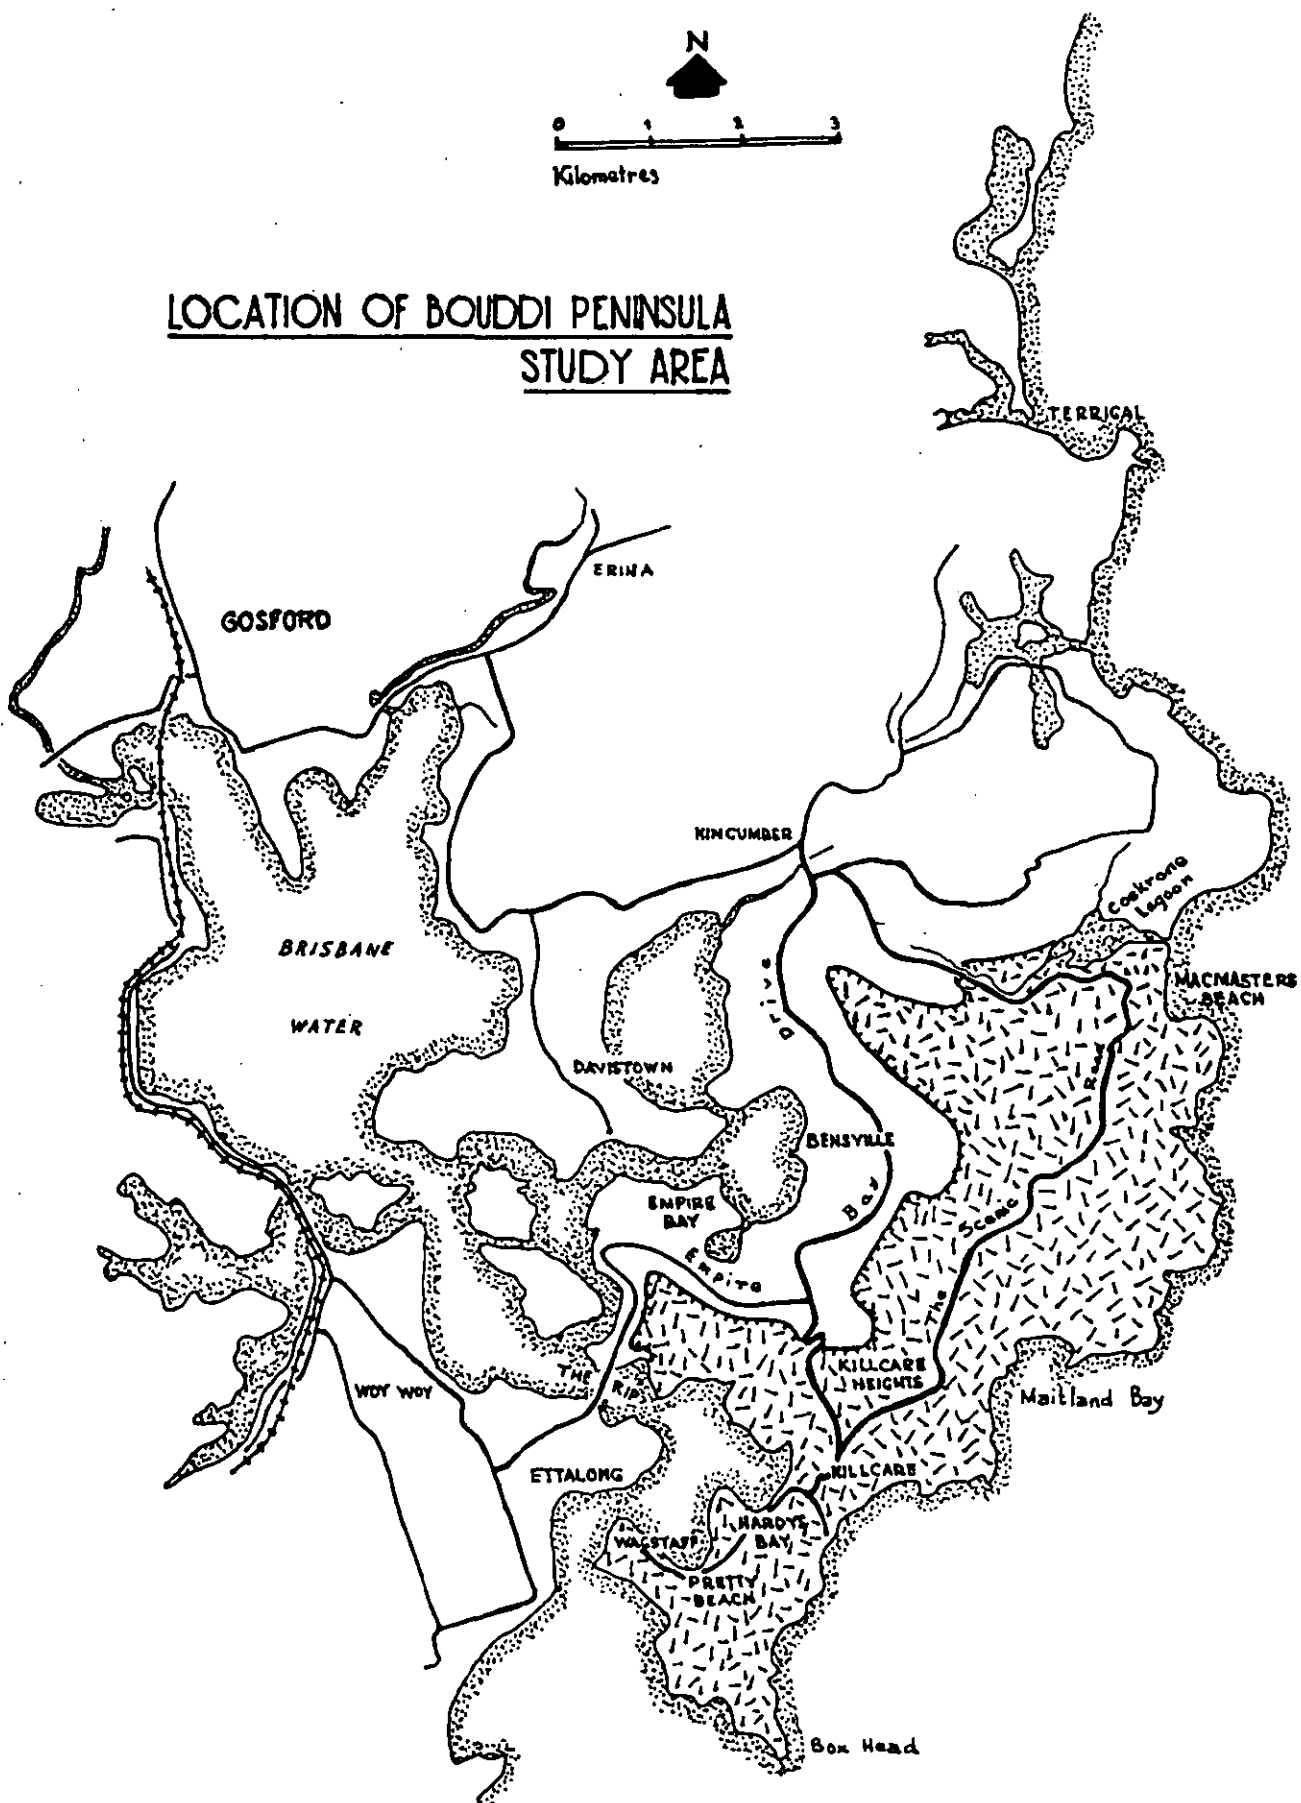 N
0 1 2 3
Kilometres
LOCATION OF BOUDDI PENINSULA
STUDY AREA
TERRIGAL
ERINA
GOSFORD
KINCUMBER
Cockrone
Lagoon
BRISBANE
WATER
Drive
MACMASTERS
BEACH
DAVISTOWN
Road
BENSVILLE
EMPIRE
BAY
Bay
Scenic
Empire
The
THE RIP
KILLCARE
HEIGHTS
WOY WOY
Maitland Bay
ETTALONG
KILLCARE
HARDYS
BAY
WAGSTAFF
PRETTY
BEACH
Box Head